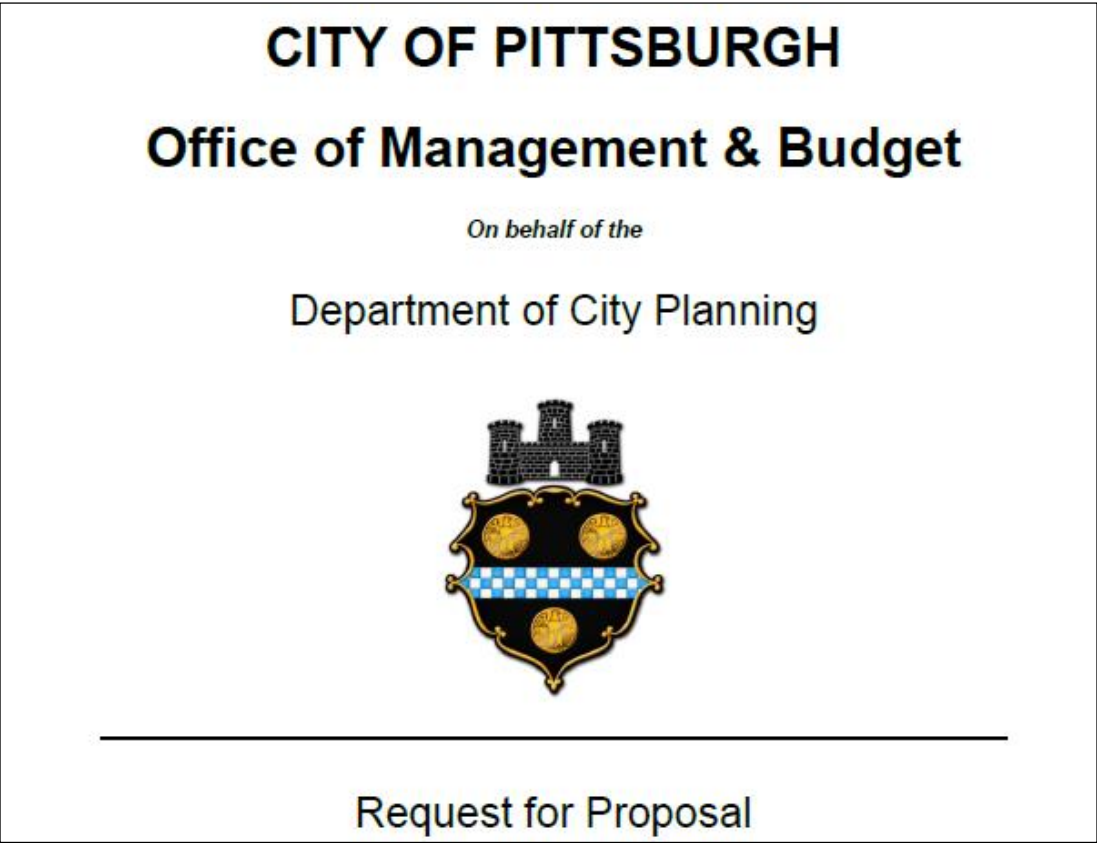 CITY OF PITTSBURGH
Office of Management & Budget
On behalf of the
Department of City Planning
Request for Proposal